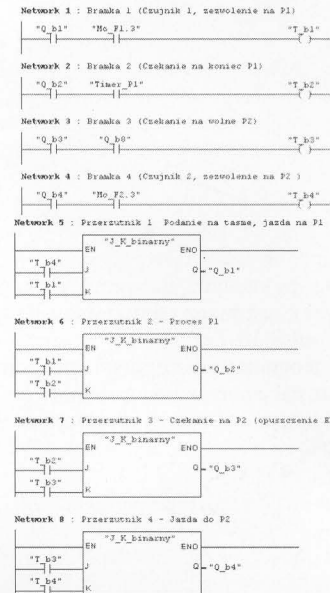 Network 1 : Bramka 1 (Czujnik 1, zezwolenie na P1)
"Q_b1" "Mo_F1.3" "T_b1"
Network 2 : Bramka 2 (Czekanie na koniec P1)
"Q_b2" "Timer_P1" "T_b2"
Network 3 : Bramka 3 (Czekanie na wolne P2)
"Q_b3" "Q_b8" "T_b3"
Network 4 : Bramka 4 (Czujnik 2, zezwolenie na P2 )
"Q_b4" "Mo_F2.3" "T_b4"
Network 5 : Przerzutnik 1 Podanie na tasme, jazda na P1
"J_K_binarny"
EN ENO
"T_b4" J Q "Q_b1"
"T_b1" K
Network 6 : Przerzutnik 2 - Proces P1
"J_K_binarny"
EN ENO
"T_b1" J Q "Q_b2"
"T_b2" K
Network 7 : Przerzutnik 3 - Czekanie na P2 (opuszczenie
"J_K_binarny"
EN ENO
"T_b2" J Q "Q_b3"
"T_b3" K
Network 8 : Przerzutnik 4 - Jazda do P2
"J_K_binarny"
EN ENO
"T_b3" J Q "Q_b4"
"T_b4" K